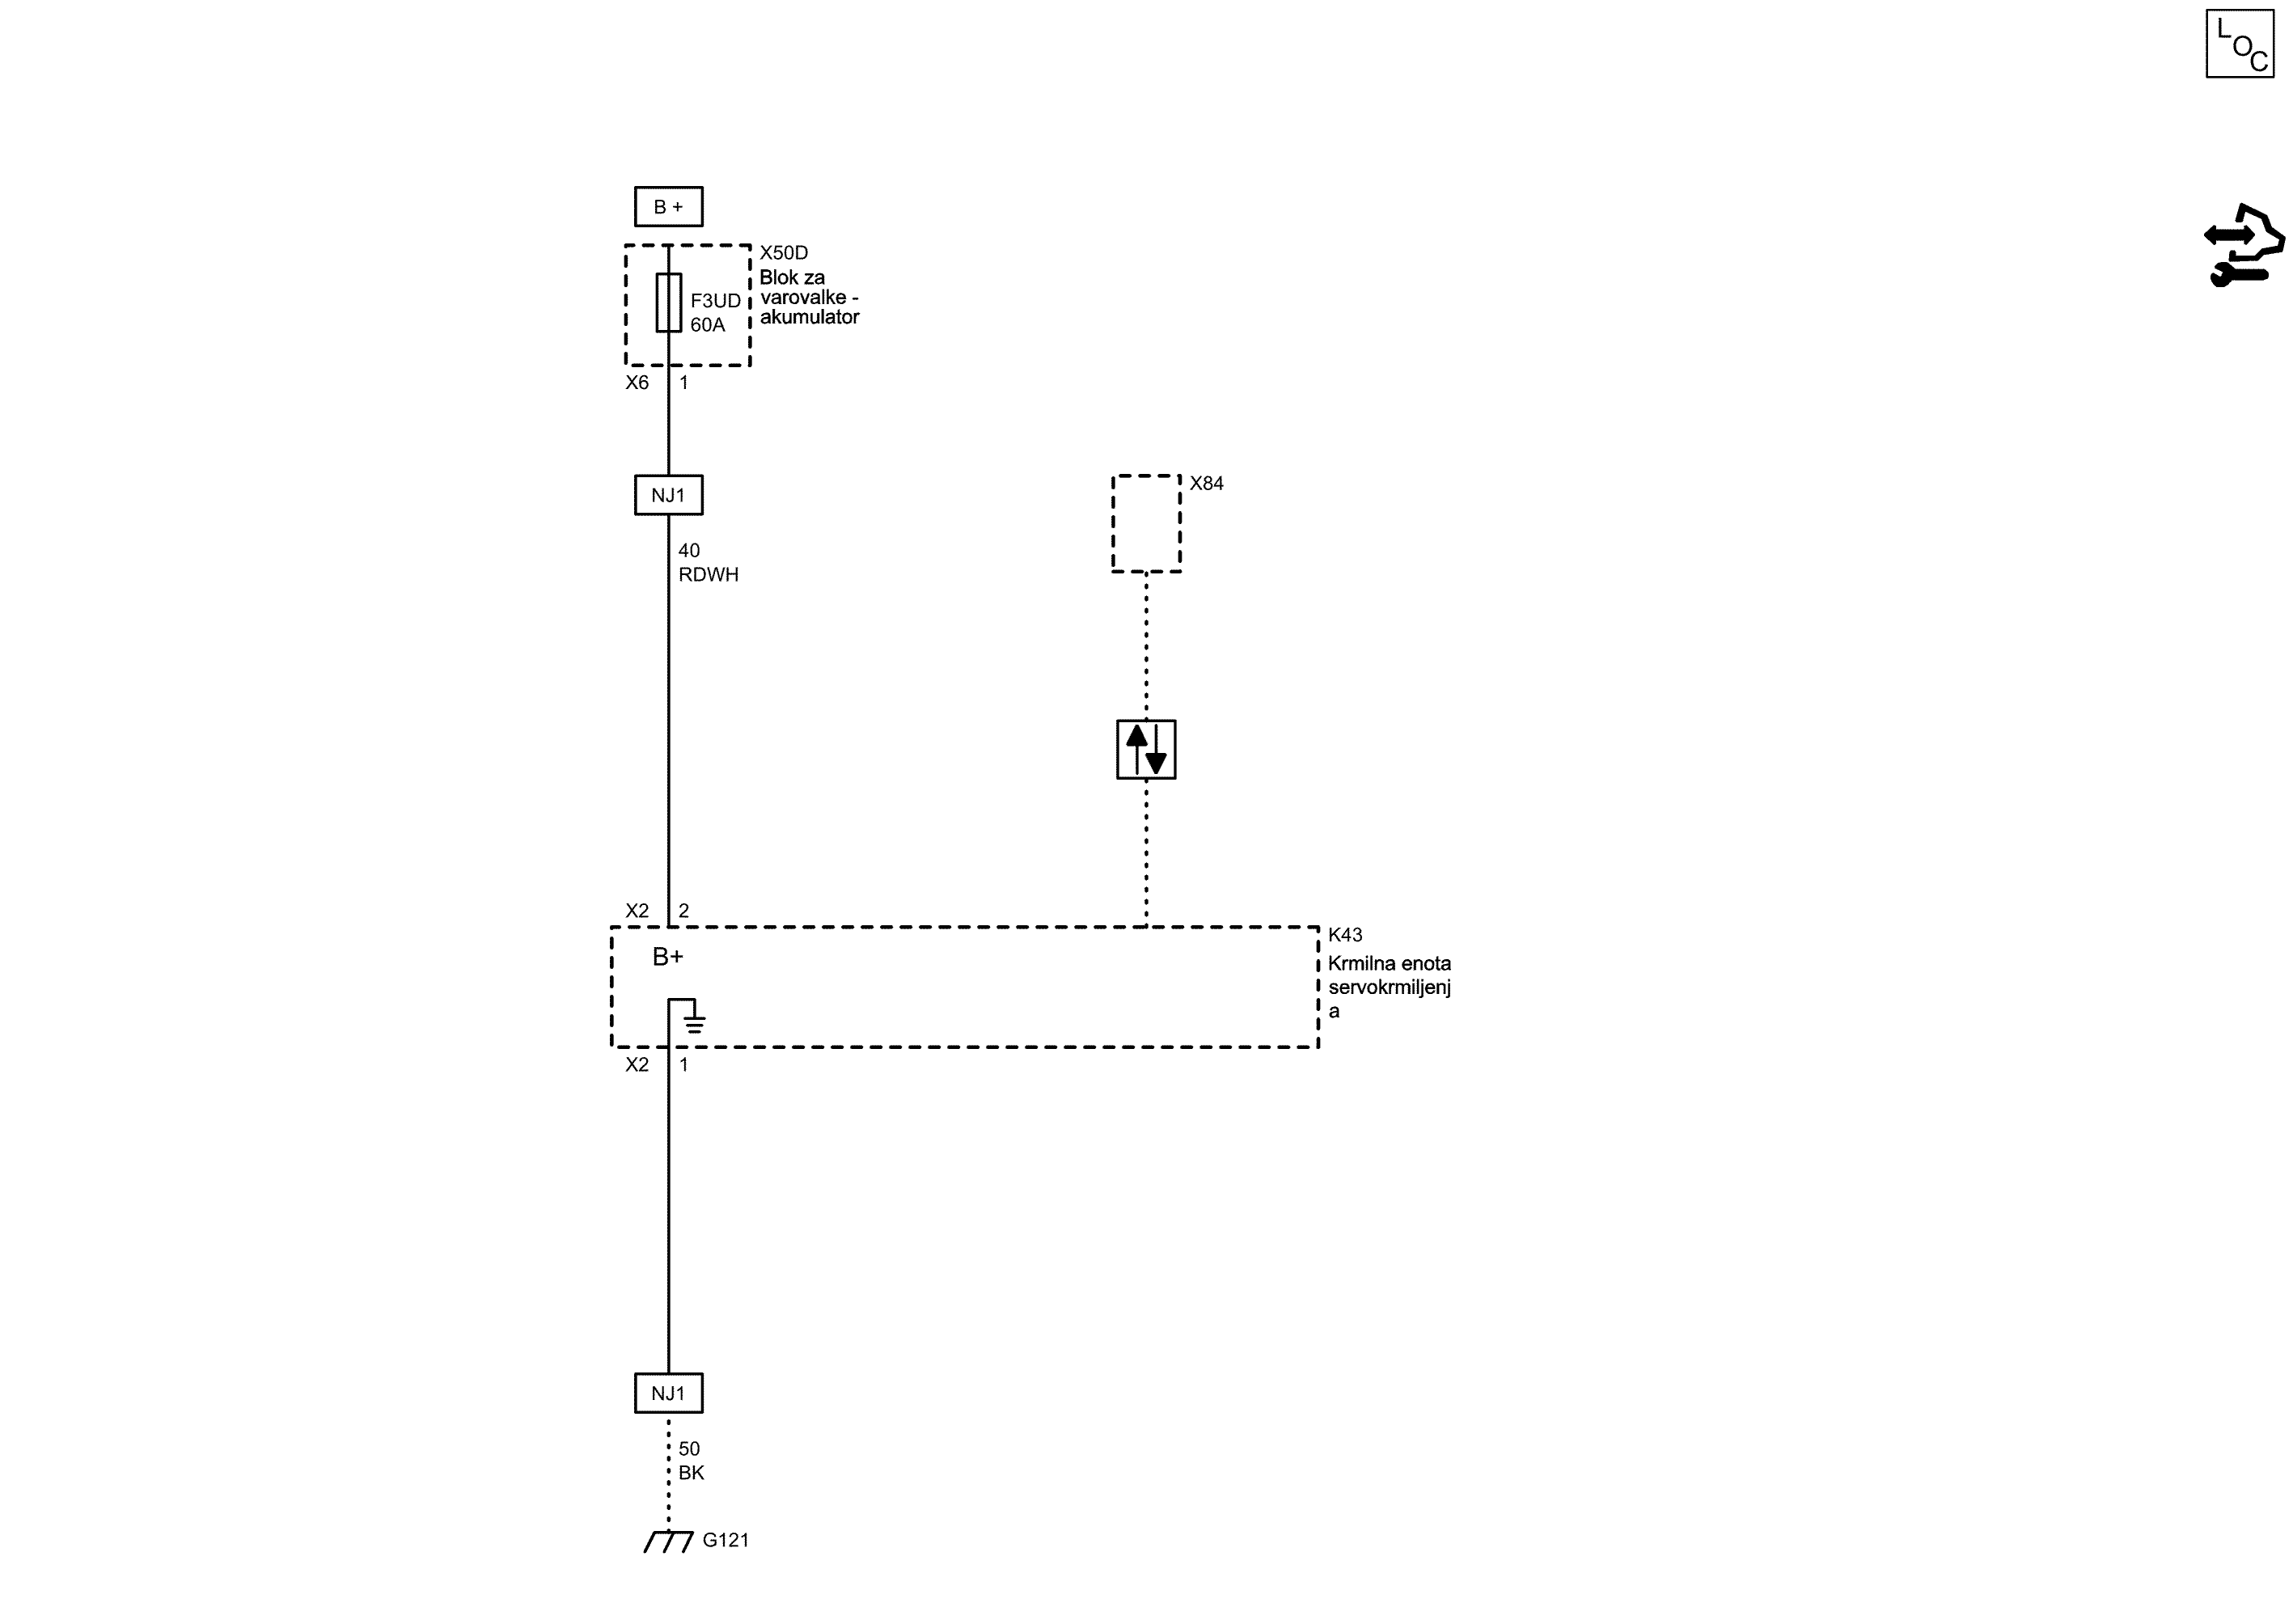 L
O
C
B +
X50D
Blok za
varovalke -
akumulator
F3UD
60A
X6 1
NJ1
X84
40
RDWH
X2 2
K43
B+
Krmilna enota
servokrmiljenj
a
X2 1
NJ1
50
BK
G121